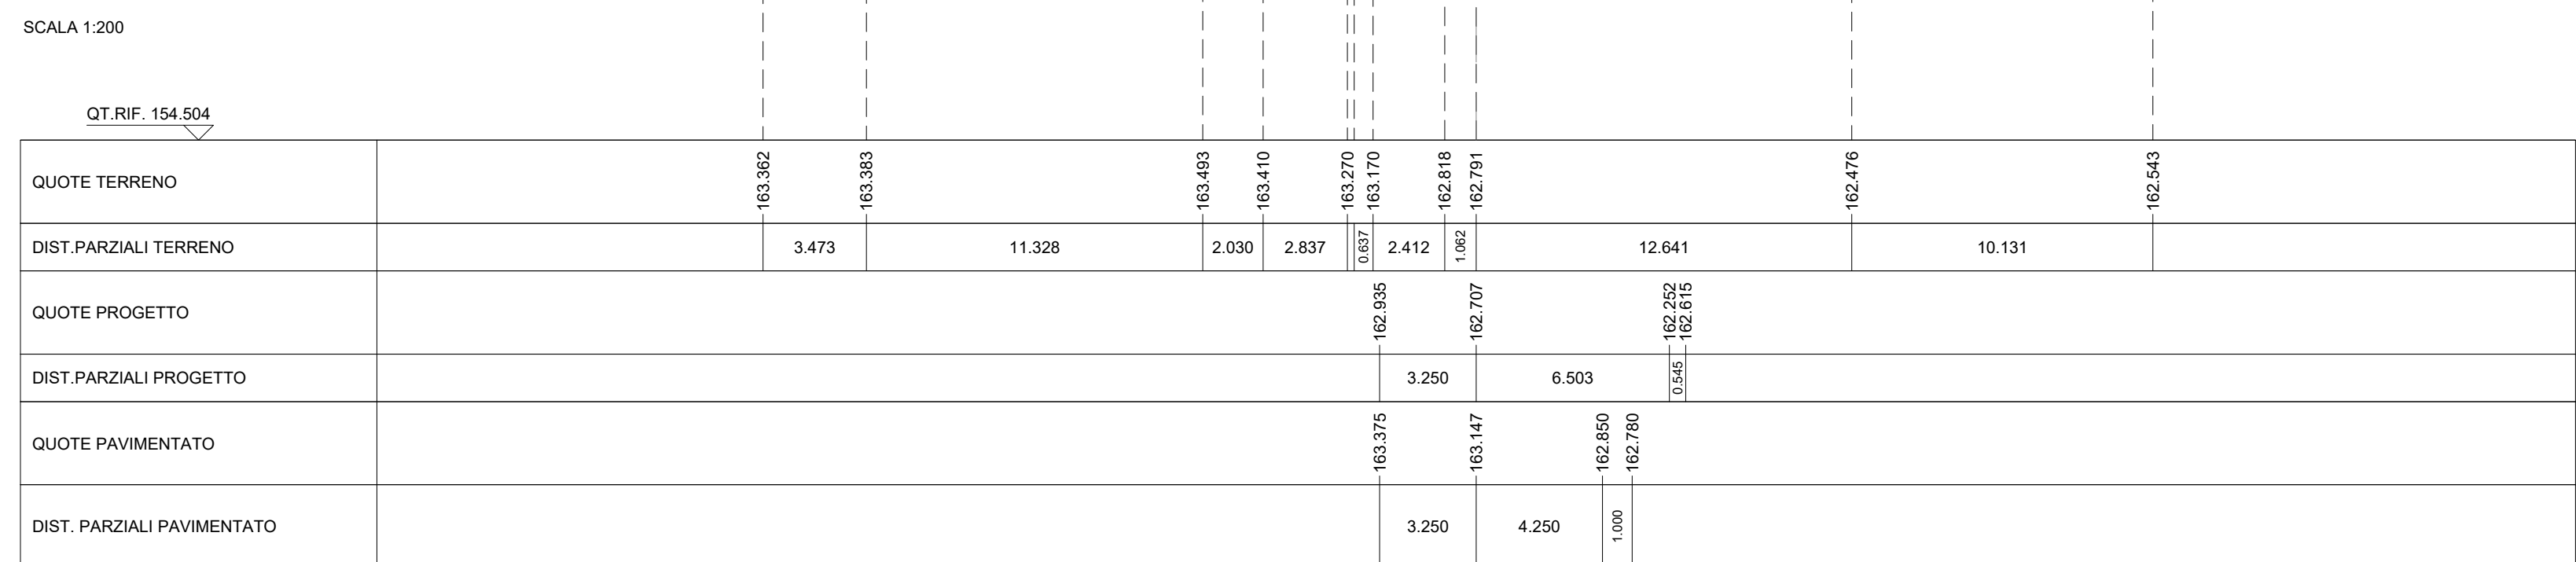 SCALA 1:200
QT.RIF. 154.504
QUOTE TERRENO 163.362 163.383 163.493 163.410 163.270 163.170 162.818 162.791 162.476 162.543
DIST.PARZIALI TERRENO 3.473 11.328 2.030 2.837 0.637 2.412 1.062 12.641 10.131
QUOTE PROGETTO 162.935 162.707 162.252 162.615
DIST.PARZIALI PROGETTO 3.250 6.503 0.545
QUOTE PAVIMENTATO 163.375 163.147 162.850 162.780
DIST. PARZIALI PAVIMENTATO 3.250 4.250 1.000